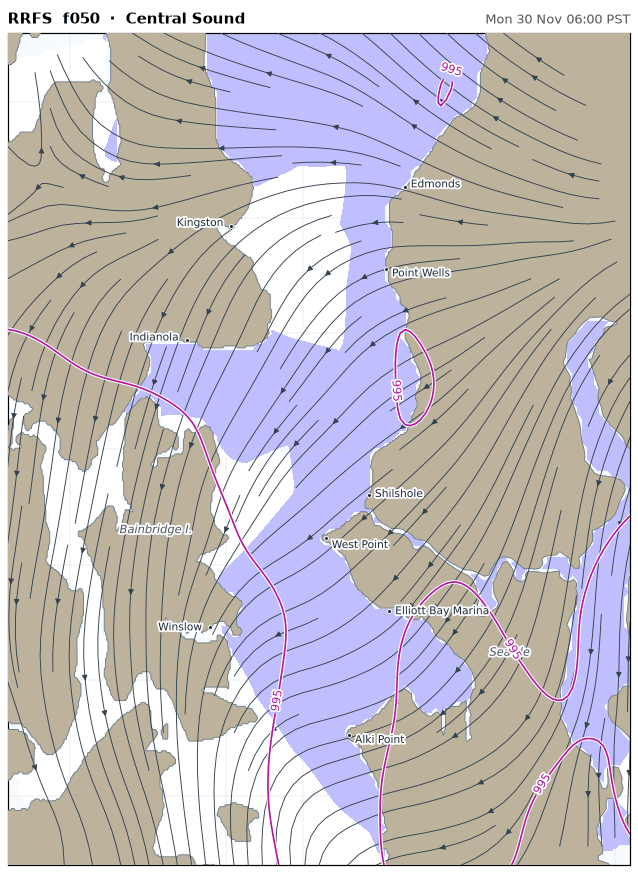 RRFS f050 · Central Sound
Mon 30 Nov 06:00 PST
995
Edmonds
Kingston
Point Wells
Indianola
995
Shilshole
Bainbridge I.
West Point
Elliott Bay Marina
Winslow
995
995
Alki Point
995